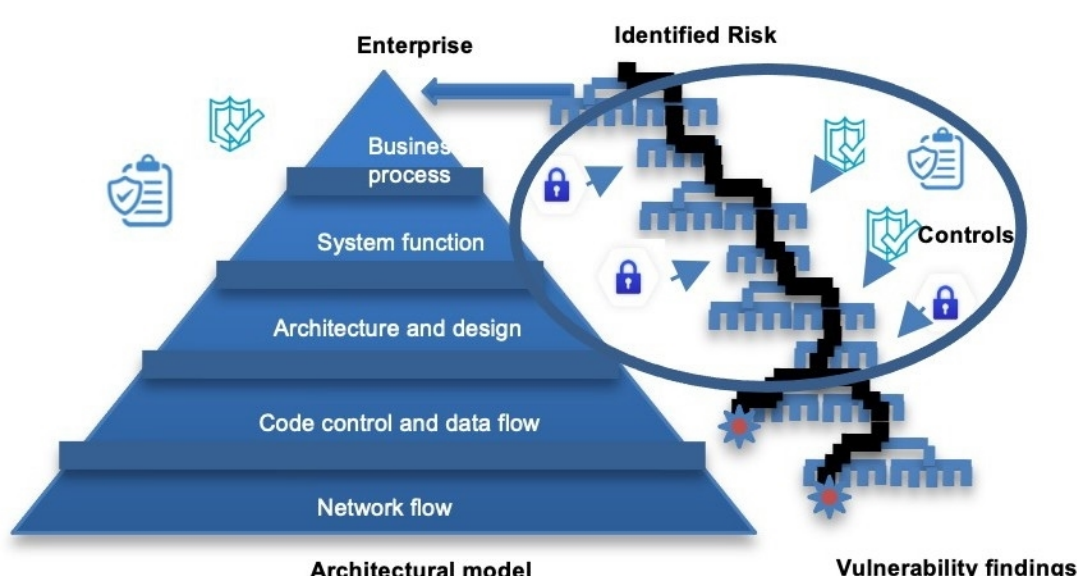 Enterprise
Identified Risk
Busines
process
System function
Controls
Architecture and design
Code control and data flow
Network flow
Architectural model
Vulnerability findings